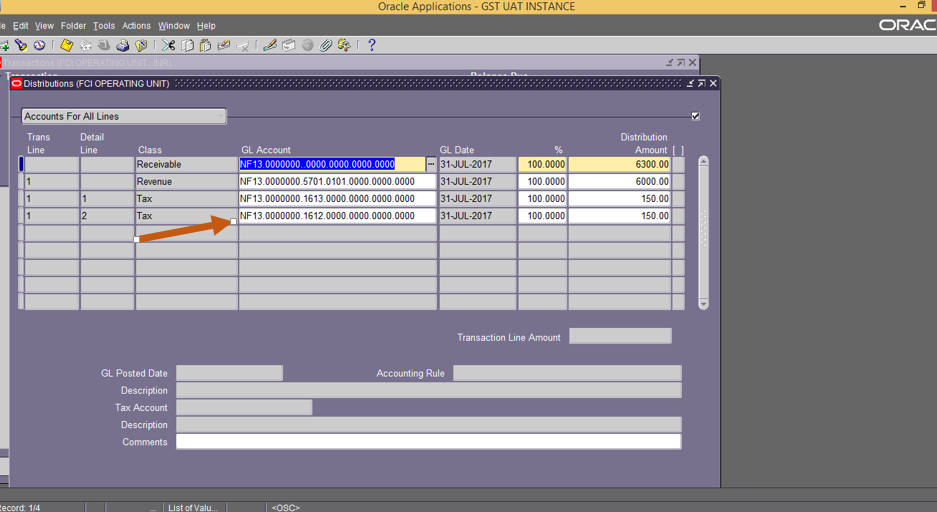 Oracle Applications - GST UAT INSTANCE
Edit View Folder Tools Actions Window Help
ORAC
Transactions (FCI OPERATING UNIT, INR)
Distributions (FCI OPERATING UNIT)
Accounts For All Lines
Trans Detail Distribution
Line Line Class GL Account GL Date % Amount [ ]
Receivable NF13.0000000..0000.0000.0000.0000 ... 31-JUL-2017 100.0000 6300.00
1 Revenue NF13.0000000.5701.0101.0000.0000.0000 31-JUL-2017 100.0000 6000.00
1 1 Tax NF13.0000000.1613.0000.0000.0000.0000 31-JUL-2017 100.0000 150.00
1 2 Tax NF13.0000000.1612.0000.0000.0000.0000 31-JUL-2017 100.0000 150.00
Transaction Line Amount
GL Posted Date Accounting Rule
Description
Tax Account
Description
Comments
ecord: 1/4 ... List of Valu... <OSC>